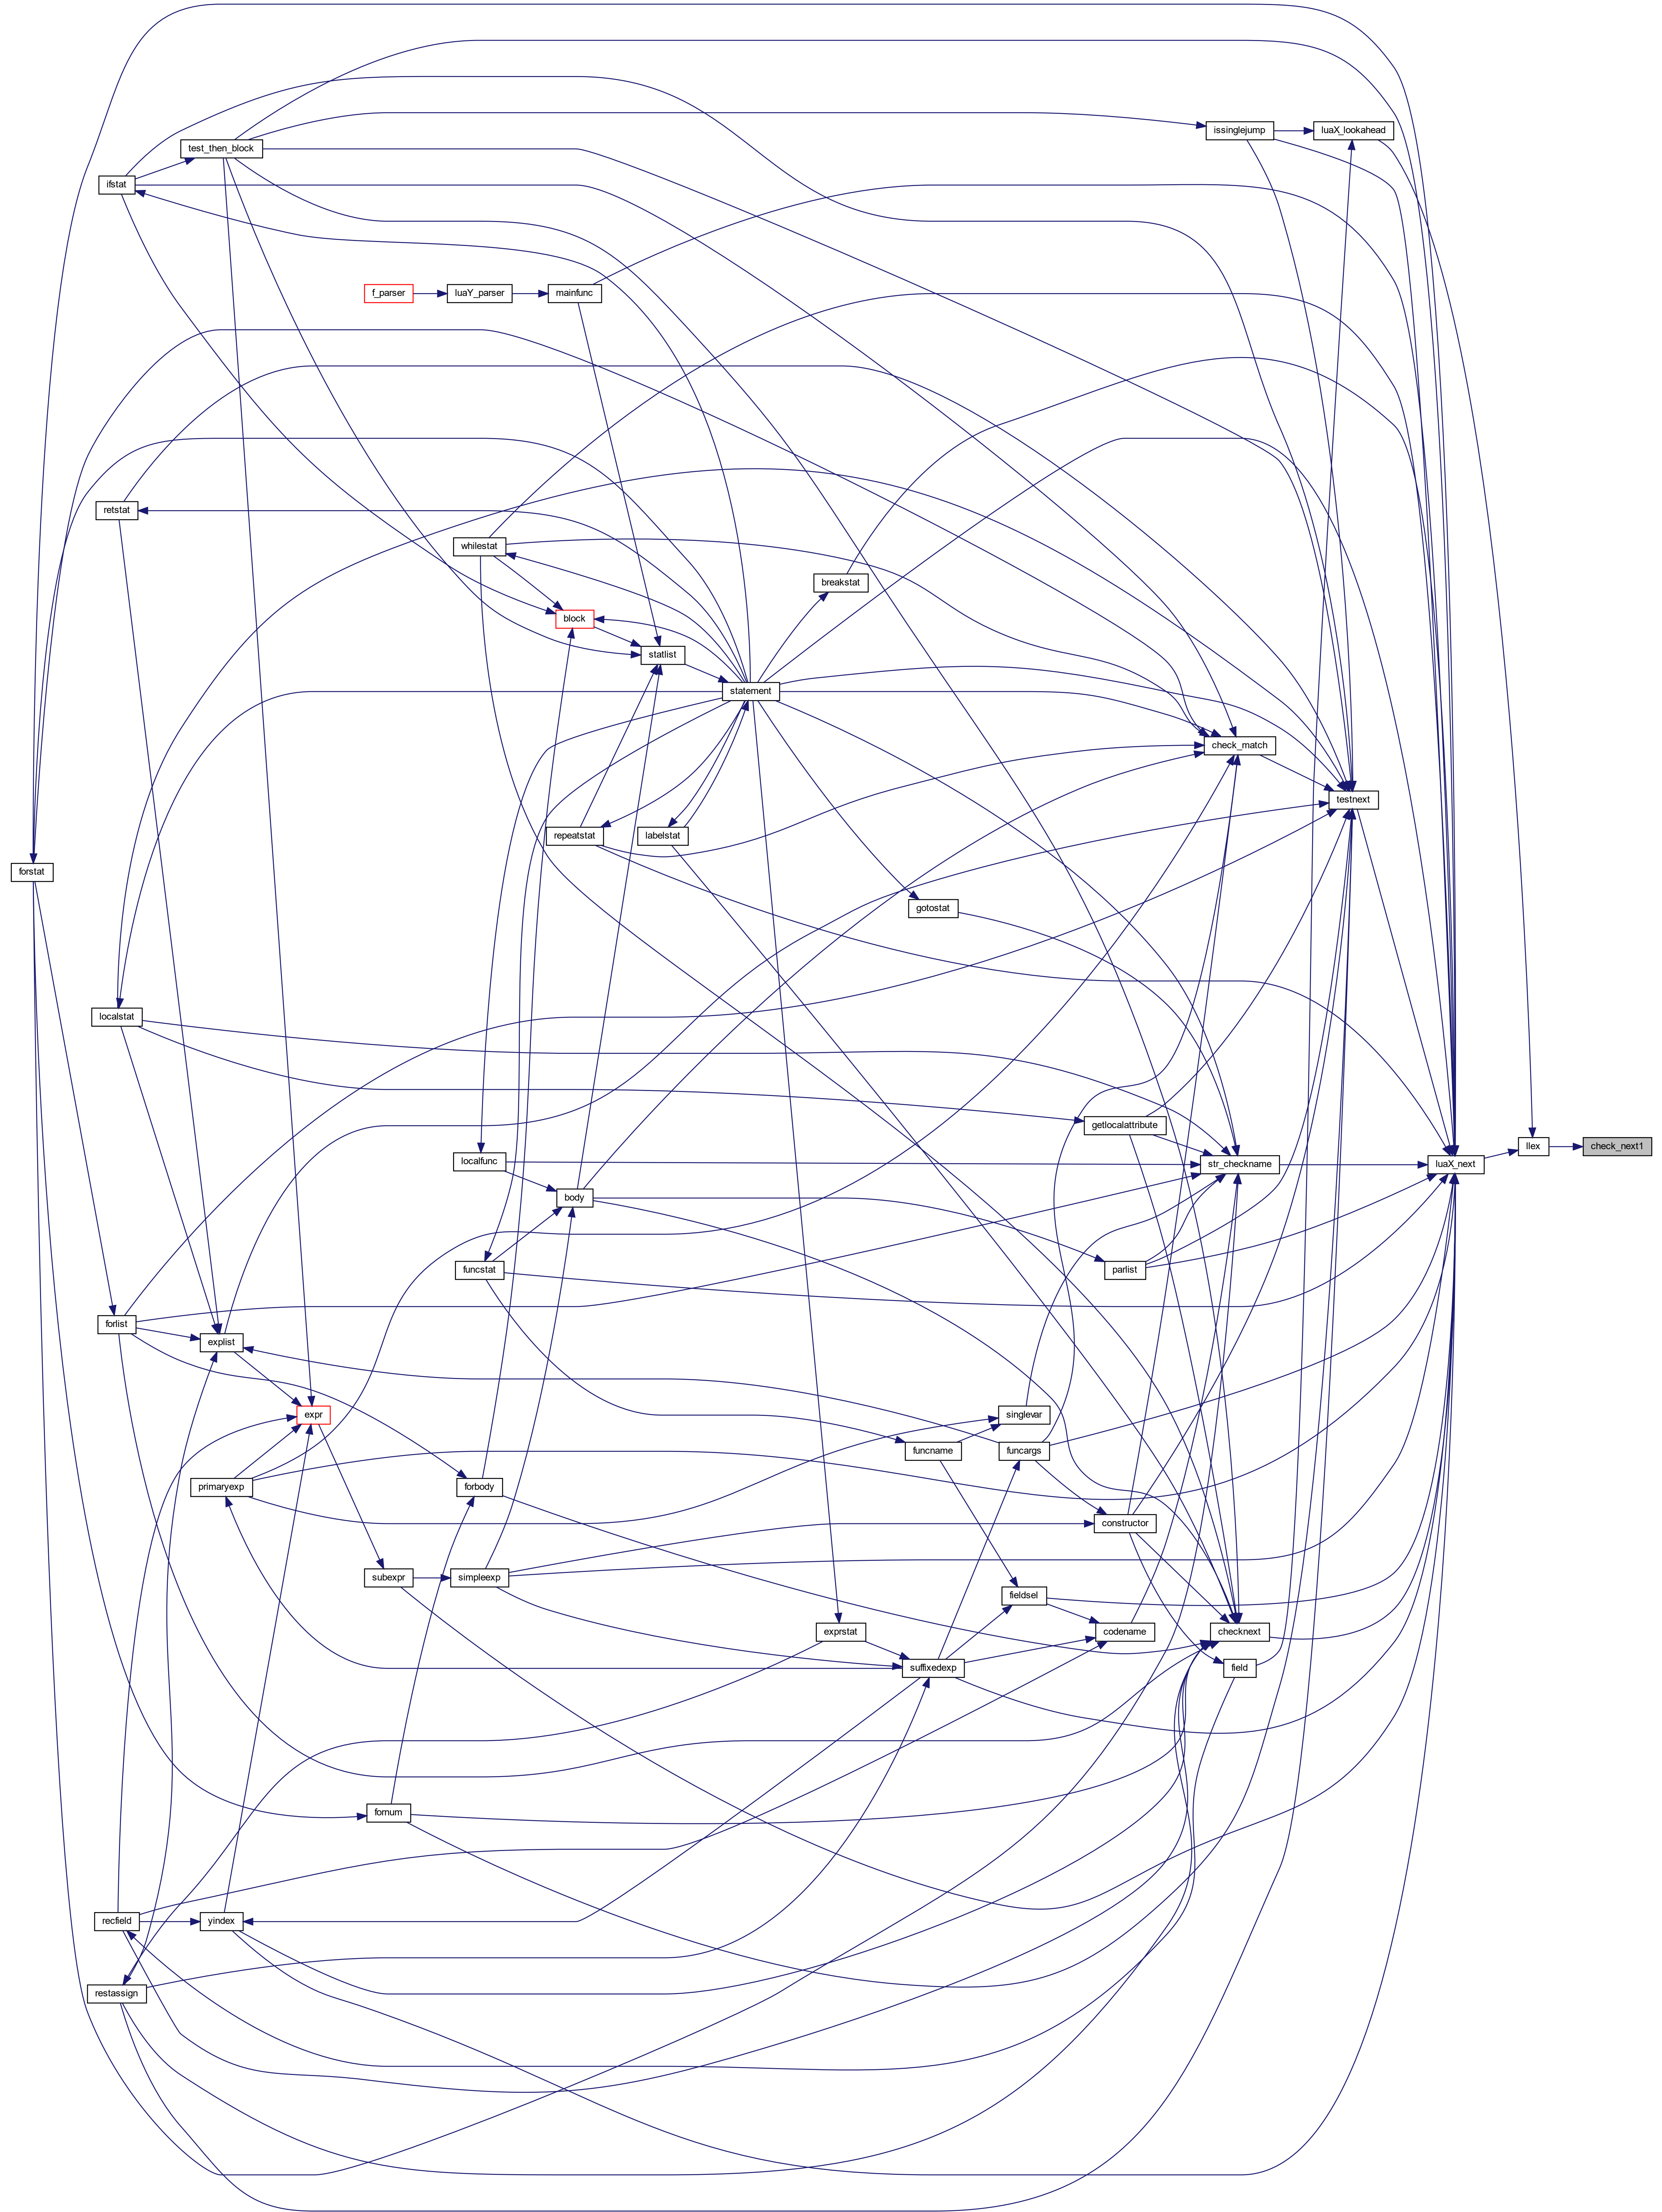 issinglejump
luaX_lookahead
test_then_block
ifstat
f_parser
luaY_parser
mainfunc
retstat
whilestat
breakstat
block
statlist
statement
check_match
testnext
repeatstat
labelstat
forstat
gotostat
localstat
getlocalattribute
llex
check_next1
localfunc
str_checkname
luaX_next
body
funcstat
parlist
forlist
explist
expr
singlevar
funcname
funcargs
primaryexp
forbody
constructor
subexpr
simpleexp
fieldsel
exprstat
codename
checknext
suffixedexp
field
fornum
recfield
yindex
restassign